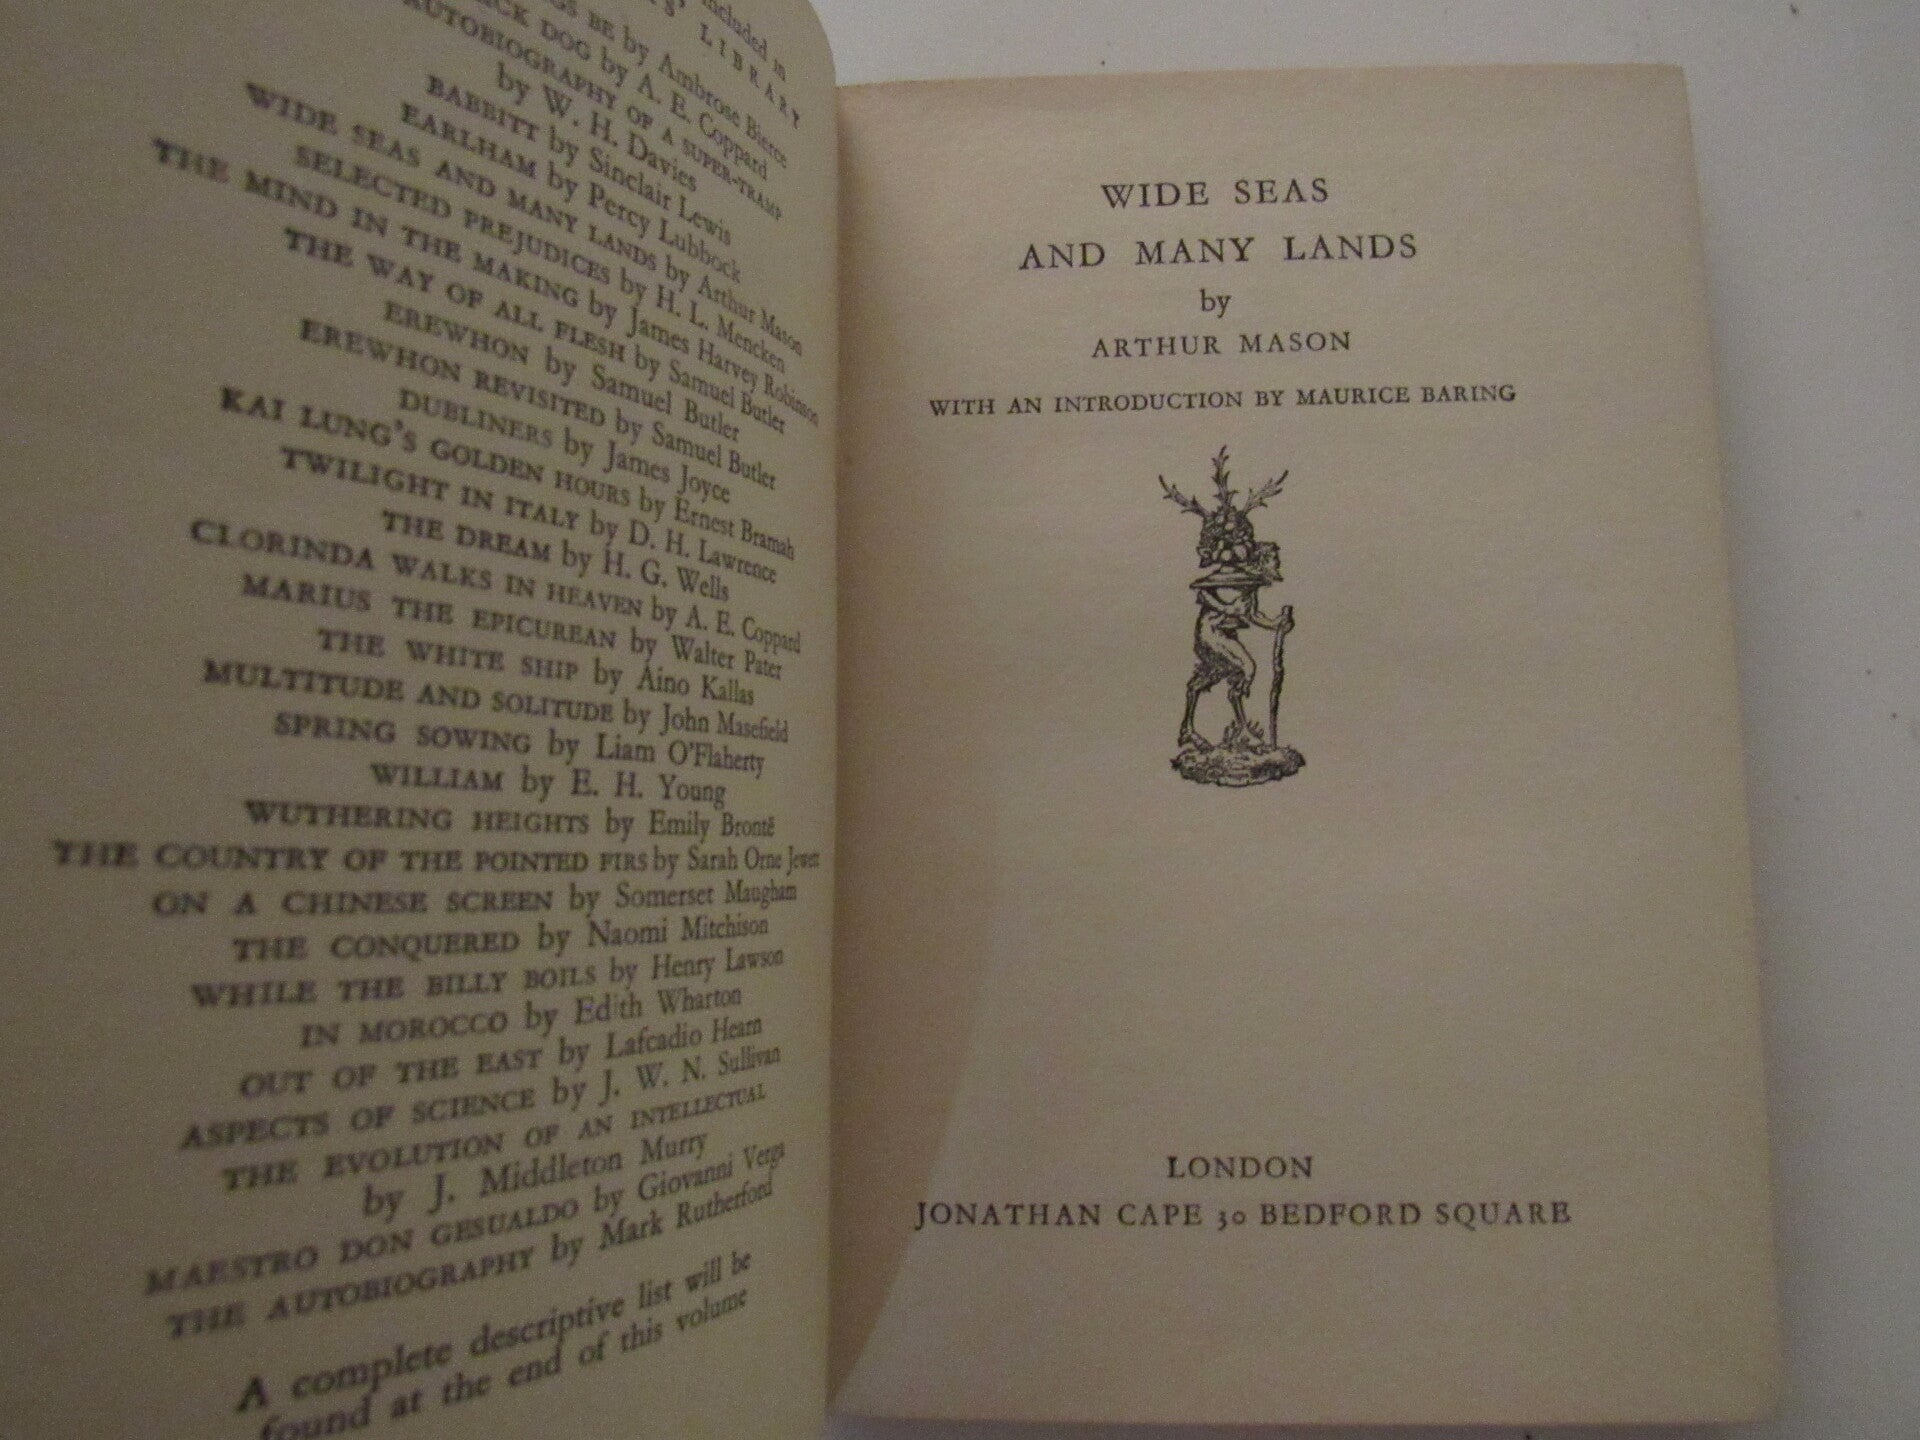 included in
LIBRARY
BE by Ambrose Bierce
DOG by A. E. Coppard
AUTOBIOGRAPHY OF A SUPER-TRAMP
by W. H. Davies
BABBITT by Sinclair Lewis
EARLHAM by Percy Lubbock
WIDE SEAS AND MANY LANDS by Arthur Mason
SELECTED PREJUDICES by H. L. Mencken
THE MIND IN THE MAKING by James Harvey Robinson
THE WAY OF ALL FLESH by Samuel Butler
EREWHON by Samuel Butler
EREWHON REVISITED by Samuel Butler
DUBLINERS by James Joyce
KAI LUNG'S GOLDEN HOURS by Ernest Bramah
TWILIGHT IN ITALY by D. H. Lawrence
THE DREAM by H. G. Wells
CLORINDA WALKS IN HEAVEN by A. E. Coppard
MARIUS THE EPICUREAN by Walter Pater
THE WHITE SHIP by Aino Kallas
MULTITUDE AND SOLITUDE by John Masefield
SPRING SOWING by Liam O'Flaherty
WILLIAM by E. H. Young
WUTHERING HEIGHTS by Emily Brontë
THE COUNTRY OF THE POINTED FIRS by Sarah Orne Jewett
ON A CHINESE SCREEN by Somerset Maugham
THE CONQUERED by Naomi Mitchison
WHILE THE BILLY BOILS by Henry Lawson
IN MOROCCO by Edith Wharton
OUT OF THE EAST by Lafcadio Hearn
ASPECTS OF SCIENCE by J. W. N. Sullivan
THE EVOLUTION OF AN INTELLECTUAL
by J. Middleton Murry
MAESTRO DON GESUALDO by Giovanni Verga
THE AUTOBIOGRAPHY by Mark Rutherford
A complete descriptive list will be
found at the end of this volume
WIDE SEAS
AND MANY LANDS
by
ARTHUR MASON
WITH AN INTRODUCTION BY MAURICE BARING
LONDON
JONATHAN CAPE 30 BEDFORD SQUARE